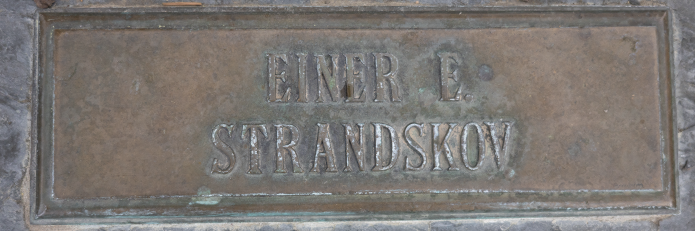 EINER E.
STRANDSKOV